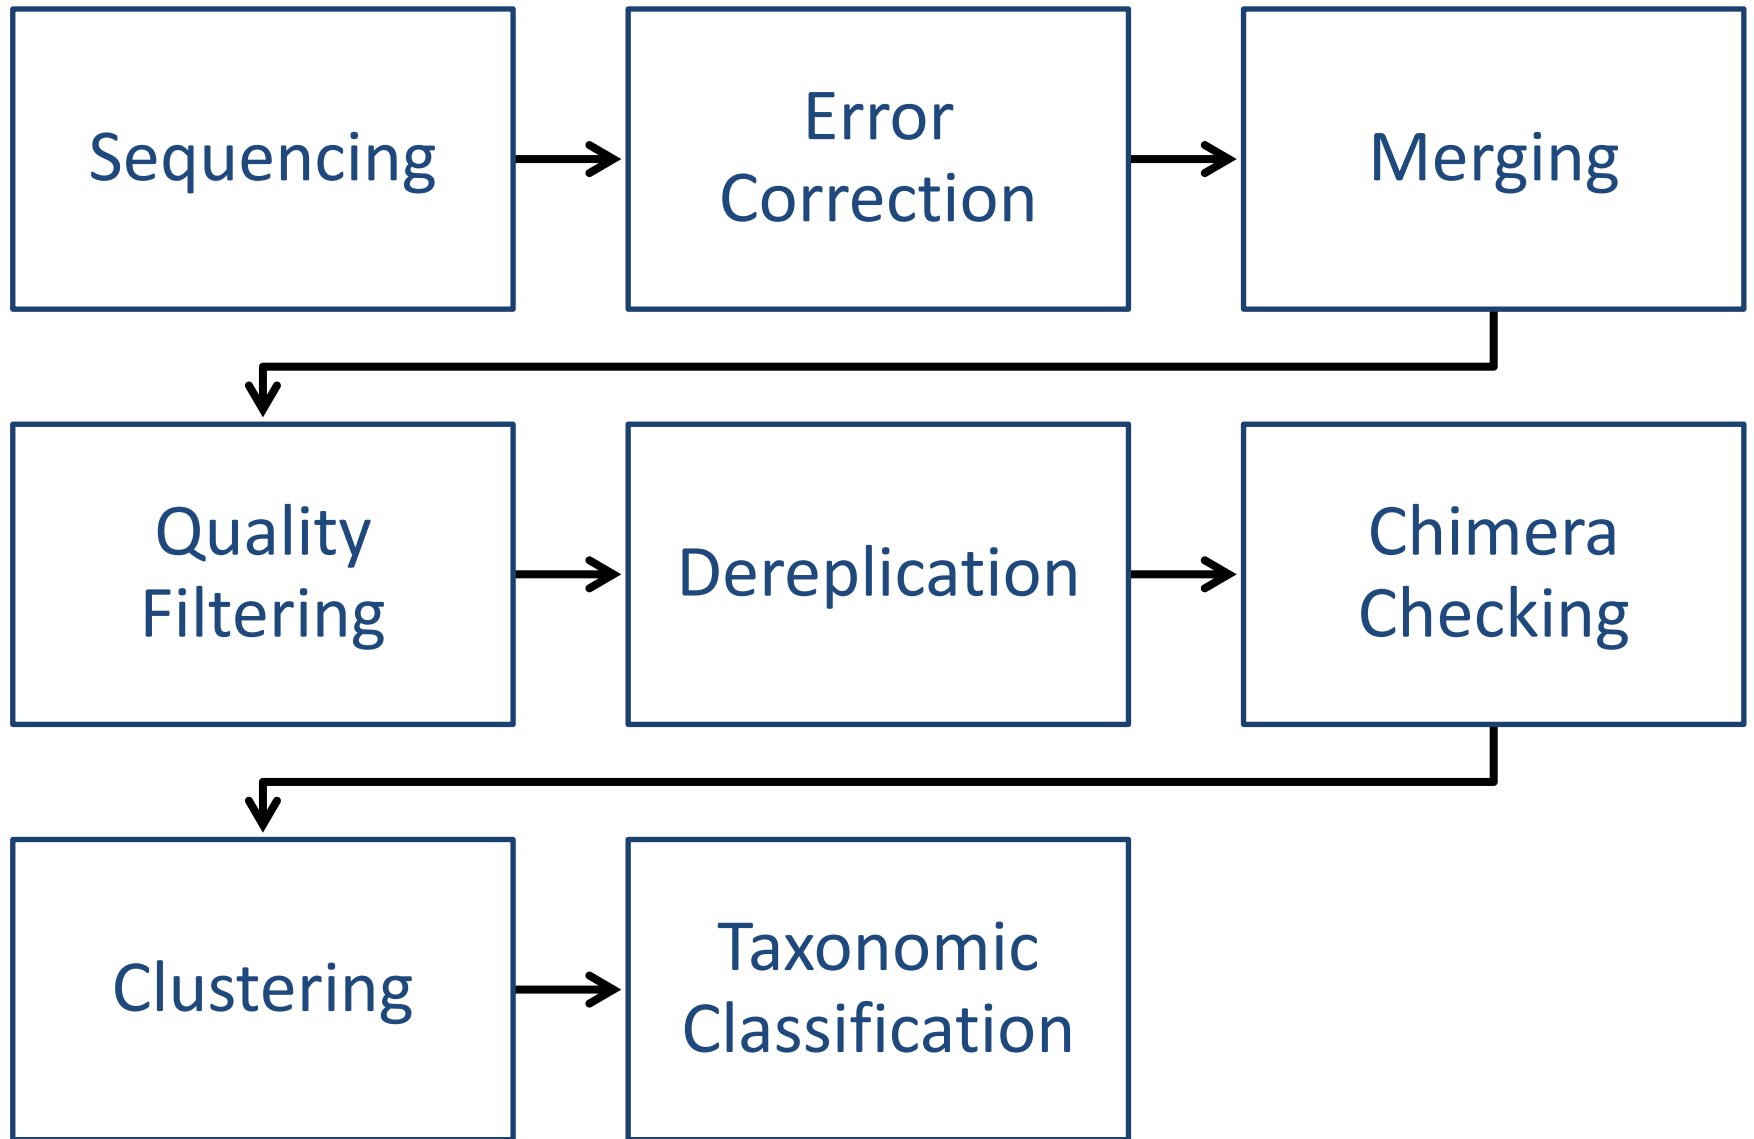 Sequencing
Error
Correction
Merging
Quality
Filtering
Dereplication
Chimera
Checking
Clustering
Taxonomic
Classification